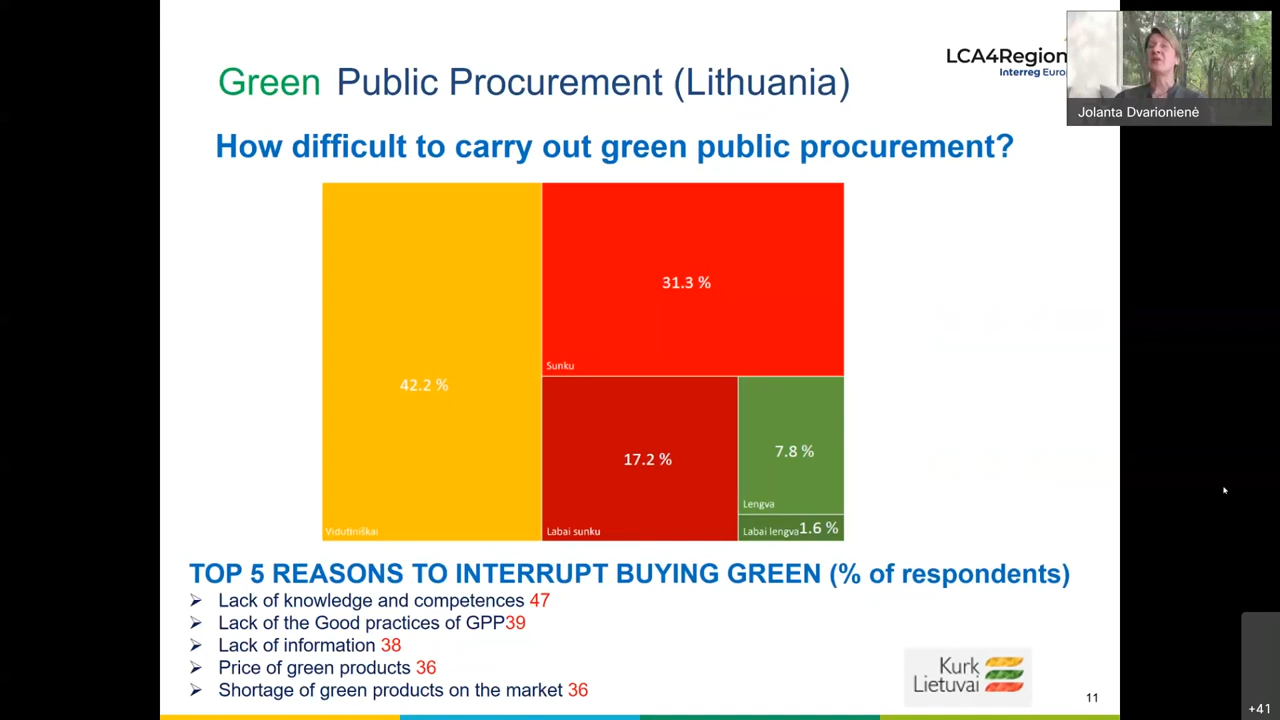 Green Public Procurement (Lithuania)
LCA4Region
Interreg Euro
Jolanta Dvarionienė
How difficult to carry out green public procurement?
31.3 %
Sunku
42.2 %
Vidutiniškai
17.2 %
Labai sunku
7.8 %
Lengva
Labai lengva 1.6 %
TOP 5 REASONS TO INTERRUPT BUYING GREEN (% of respondents)
Lack of knowledge and competences 47
Lack of the Good practices of GPP39
Lack of information 38
Price of green products 36
Shortage of green products on the market 36
Kurk
Lietuvai
11
+41